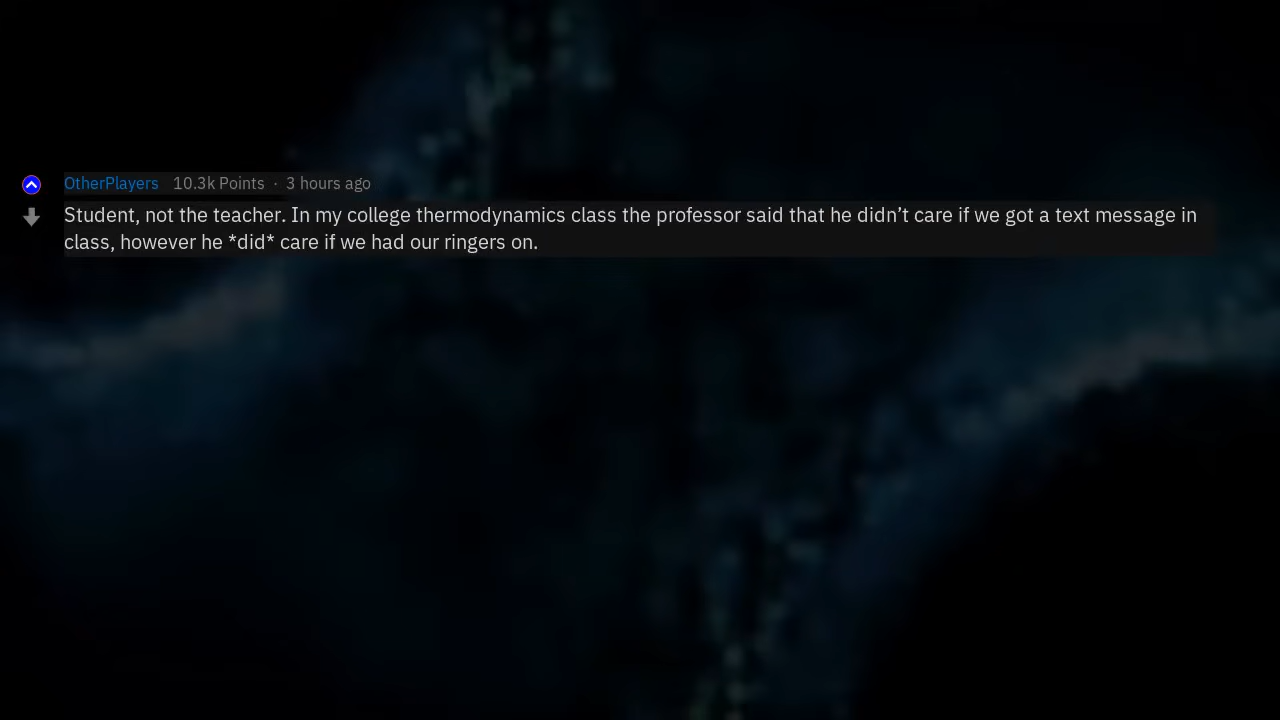 OtherPlayers 10.3k Points · 3 hours ago
Student, not the teacher. In my college thermodynamics class the professor said that he didn’t care if we got a text message in
class, however he *did* care if we had our ringers on.